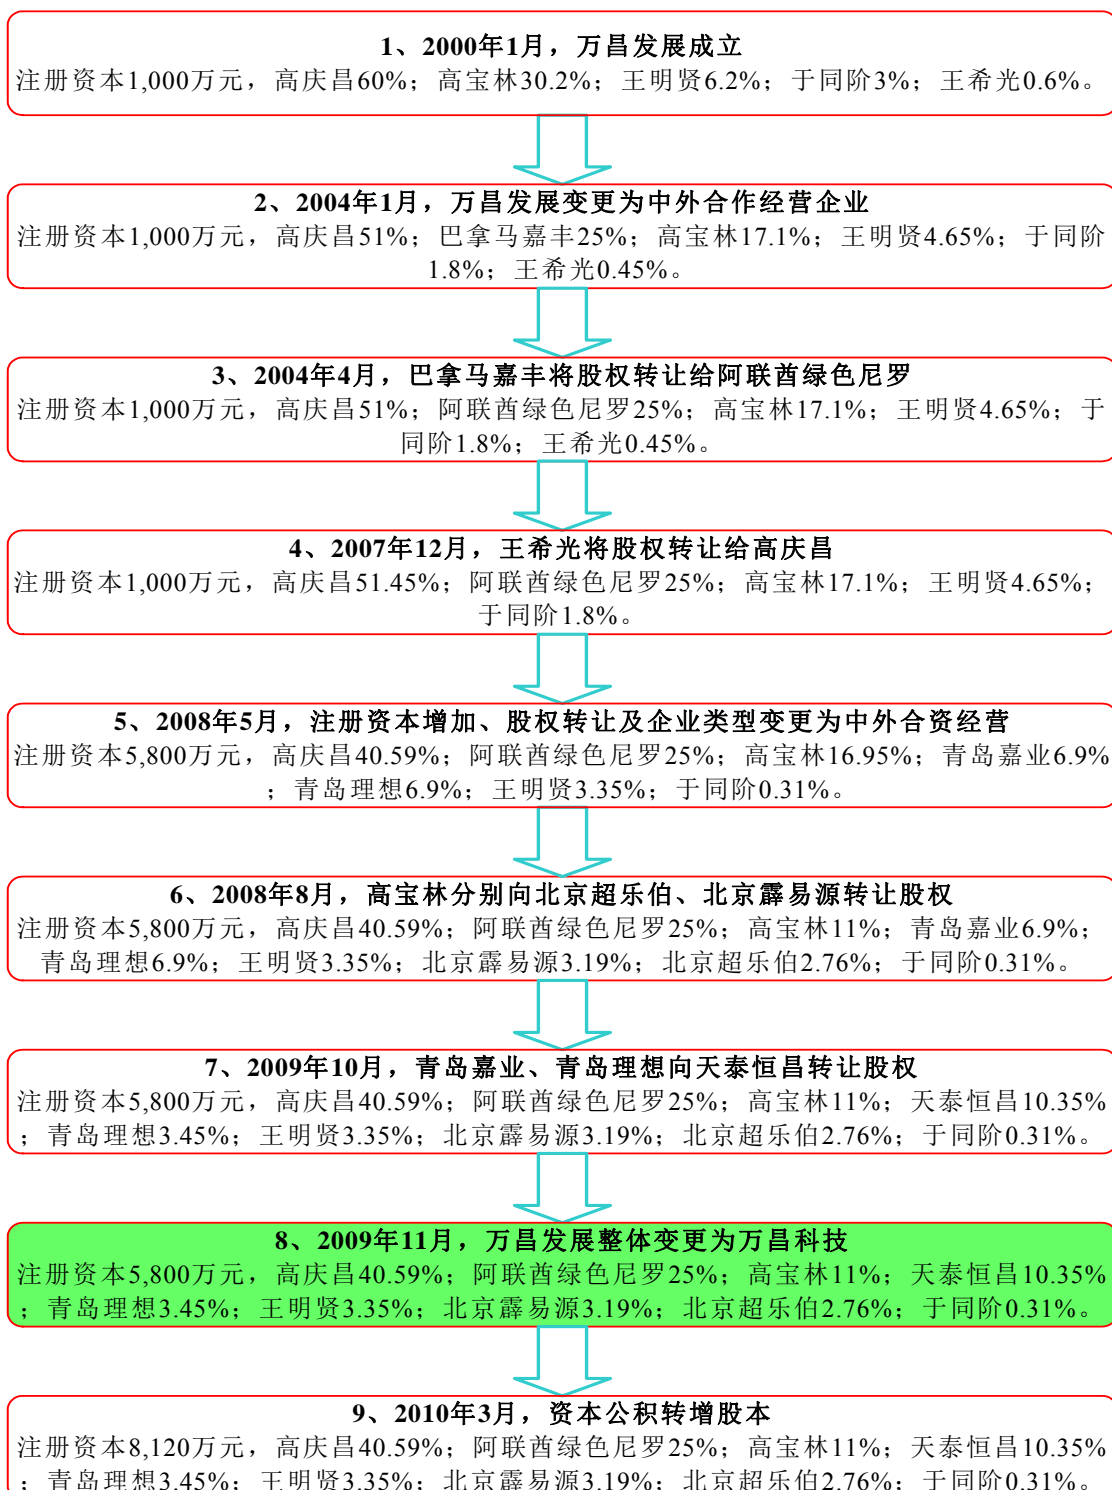 1、2000年1月，万昌发展成立
注册资本1,000万元，高庆昌60%；高宝林30.2%；王明贤6.2%；于同阶3%；王希光0.6%。
2、2004年1月，万昌发展变更为中外合作经营企业
注册资本1,000万元，高庆昌51%；巴拿马嘉丰25%；高宝林17.1%；王明贤4.65%；于同阶
1.8%；王希光0.45%。
3、2004年4月，巴拿马嘉丰将股权转让给阿联酋绿色尼罗
注册资本1,000万元，高庆昌51%；阿联酋绿色尼罗25%；高宝林17.1%；王明贤4.65%；于
同阶1.8%；王希光0.45%。
4、2007年12月，王希光将股权转让给高庆昌
注册资本1,000万元，高庆昌51.45%；阿联酋绿色尼罗25%；高宝林17.1%；王明贤4.65%；
于同阶1.8%。
5、2008年5月，注册资本增加、股权转让及企业类型变更为中外合资经营
注册资本5,800万元，高庆昌40.59%；阿联酋绿色尼罗25%；高宝林16.95%；青岛嘉业6.9%
；青岛理想6.9%；王明贤3.35%；于同阶0.31%。
6、2008年8月，高宝林分别向北京超乐伯、北京霹易源转让股权
注册资本5,800万元，高庆昌40.59%；阿联酋绿色尼罗25%；高宝林11%；青岛嘉业6.9%；
青岛理想6.9%；王明贤3.35%；北京霹易源3.19%；北京超乐伯2.76%；于同阶0.31%。
7、2009年10月，青岛嘉业、青岛理想向天泰恒昌转让股权
注册资本5,800万元，高庆昌40.59%；阿联酋绿色尼罗25%；高宝林11%；天泰恒昌10.35%
；青岛理想3.45%；王明贤3.35%；北京霹易源3.19%；北京超乐伯2.76%；于同阶0.31%。
8、2009年11月，万昌发展整体变更为万昌科技
注册资本5,800万元，高庆昌40.59%；阿联酋绿色尼罗25%；高宝林11%；天泰恒昌10.35%
；青岛理想3.45%；王明贤3.35%；北京霹易源3.19%；北京超乐伯2.76%；于同阶0.31%。
9、2010年3月，资本公积转增股本
注册资本8,120万元，高庆昌40.59%；阿联酋绿色尼罗25%；高宝林11%；天泰恒昌10.35%
；青岛理想3.45%；王明贤3.35%；北京霹易源3.19%；北京超乐伯2.76%；于同阶0.31%。